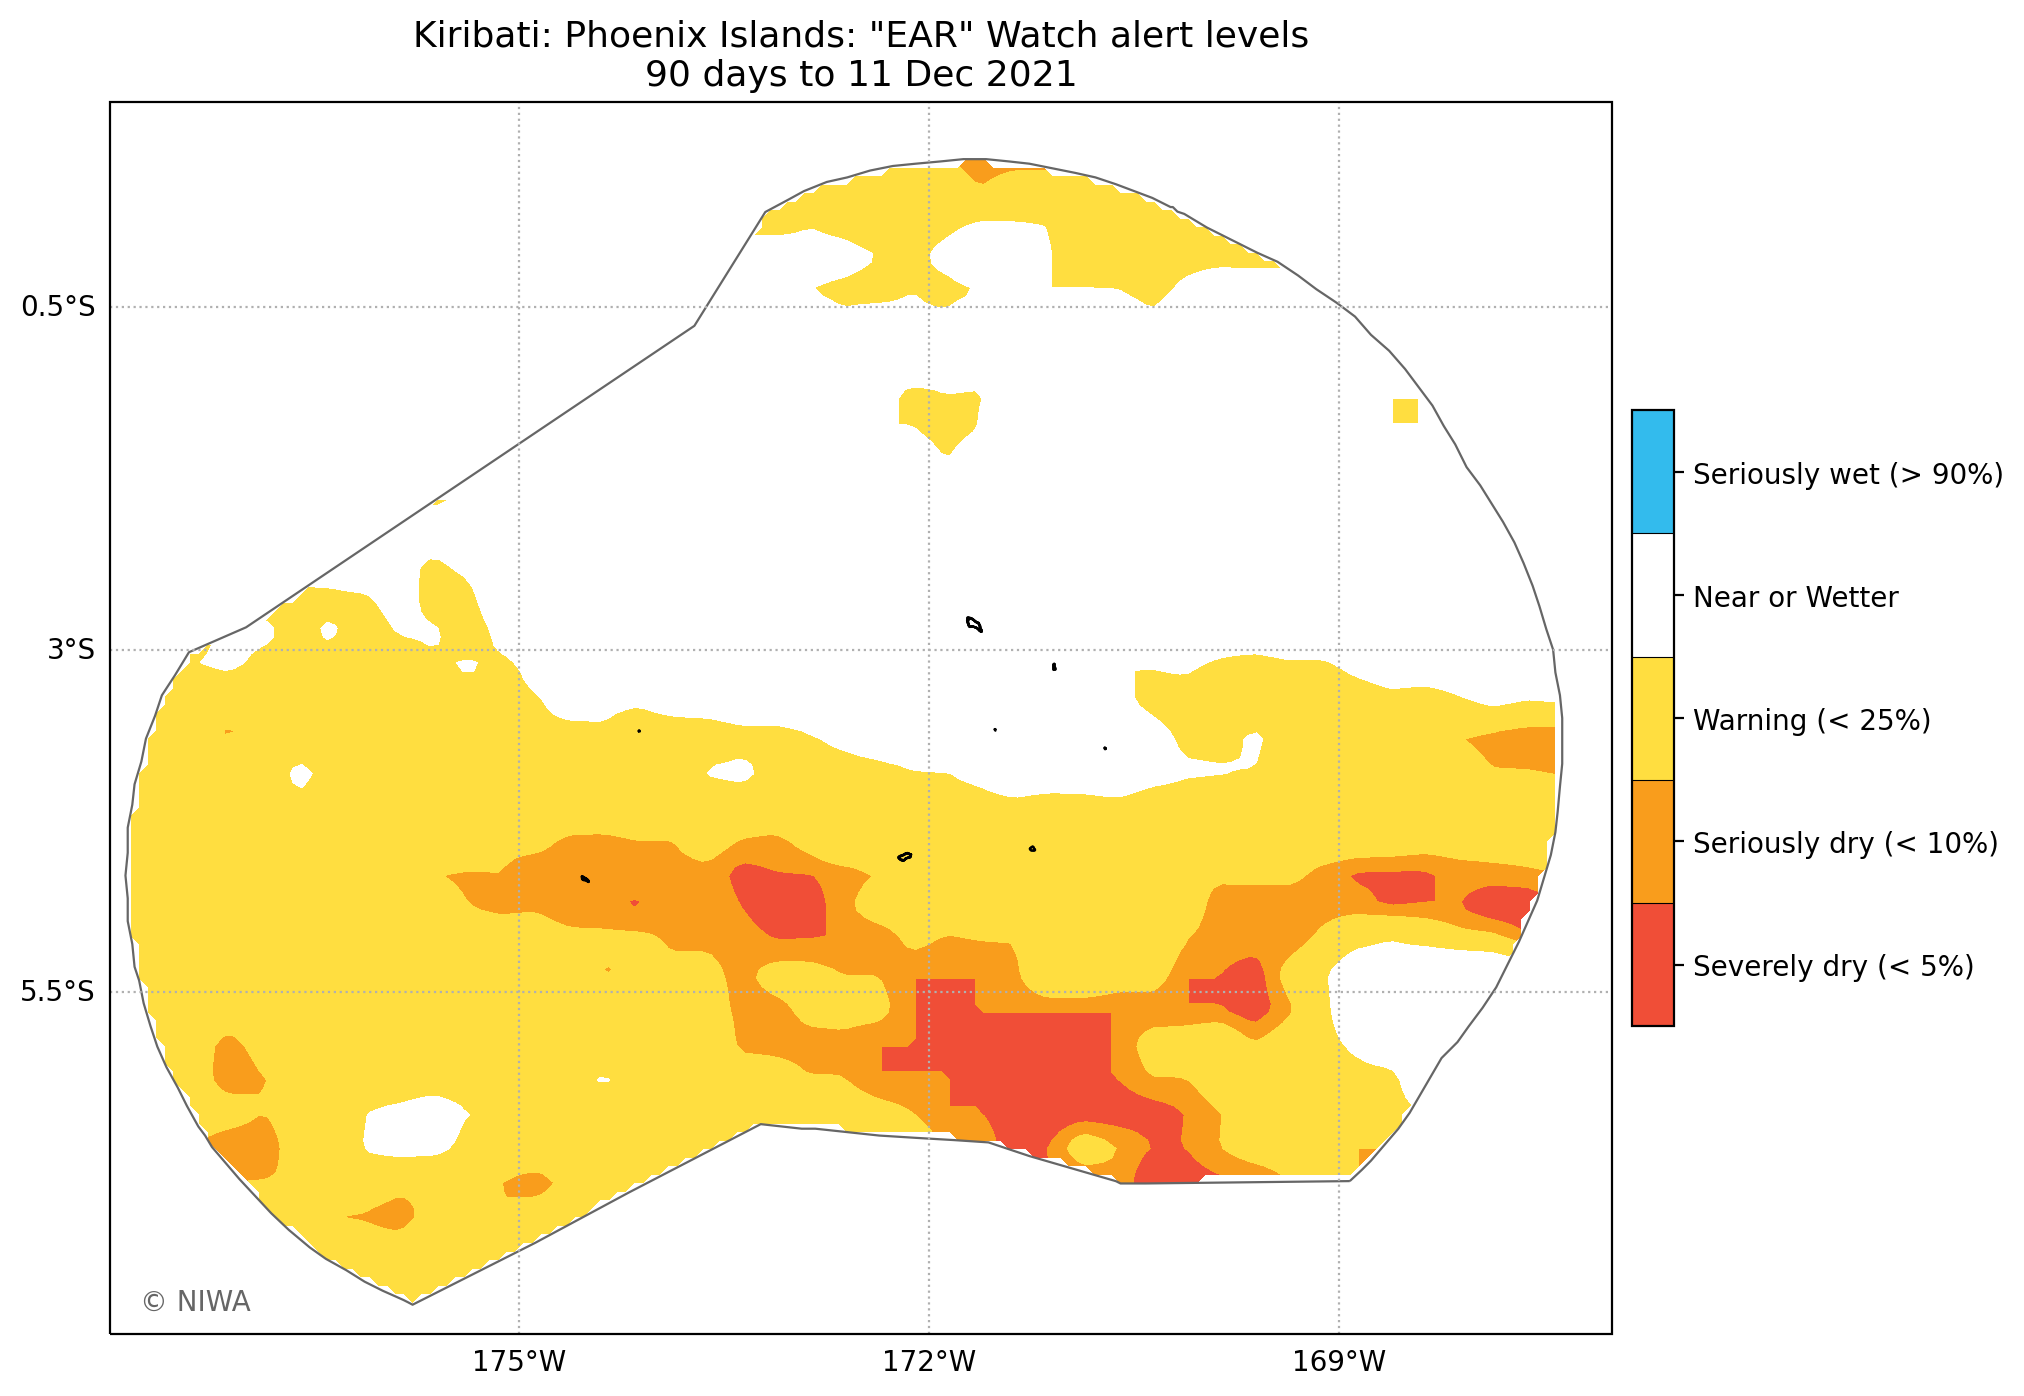 Kiribati: Phoenix Islands: "EAR" Watch alert levels
90 days to 11 Dec 2021
0.5°S
3°S
5.5°S
175°W
172°W
169°W
Seriously wet (> 90%)
Near or Wetter
Warning (< 25%)
Seriously dry (< 10%)
Severely dry (< 5%)
© NIWA